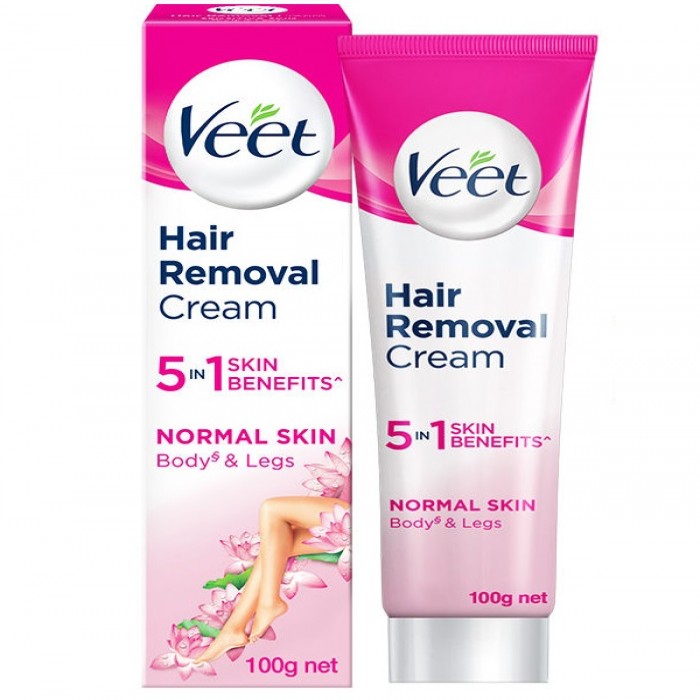 Veet
Hair
Removal
Cream
5 IN 1 SKIN
BENEFITS^
NORMAL SKIN
Body§ & Legs
100g net
Veet
Hair
Removal
Cream
5 IN 1 SKIN
BENEFITS^
NORMAL SKIN
Body§ & Legs
100g net